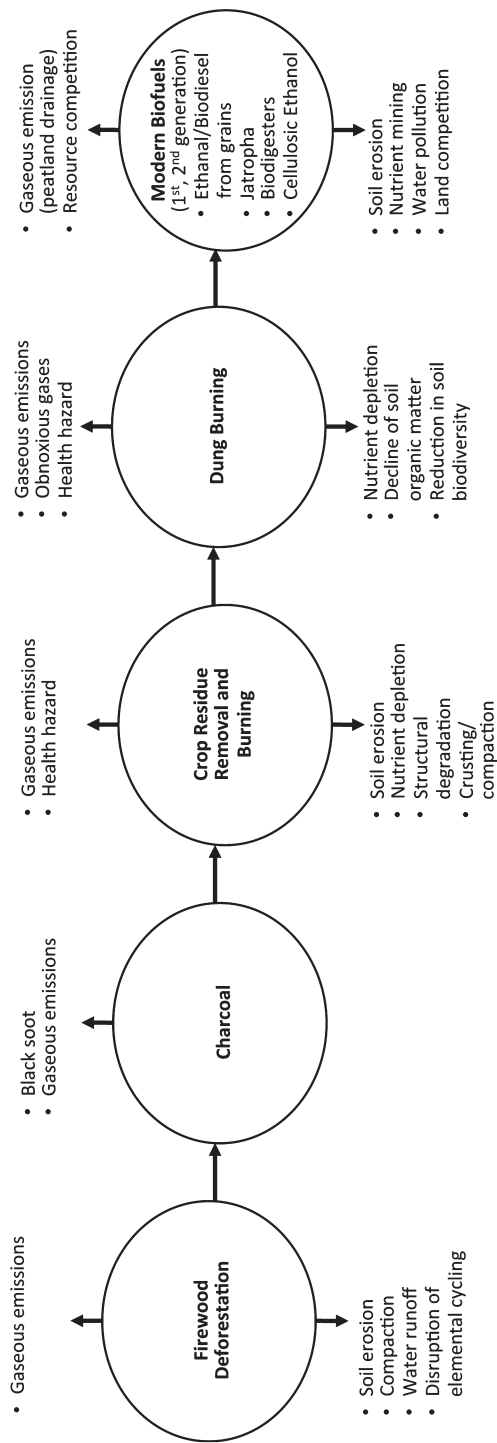 • Gaseous emissions
Firewood
Deforestation
• Soil erosion
• Compaction
• Water runoff
• Disruption of
elemental cycling
• Black soot
• Gaseous emissions
Charcoal
• Gaseous emissions
• Health hazard
Crop Residue
Removal and
Burning
• Soil erosion
• Nutrient depletion
• Structural
degradation
• Crusting/
compaction
• Gaseous emissions
• Obnoxious gases
• Health hazard
Dung Burning
• Nutrient depletion
• Decline of soil
organic matter
• Reduction in soil
biodiversity
• Gaseous emission
(peatland drainage)
• Resource competition
Modern Biofuels
(1st, 2nd generation)
• Ethanal/Biodiesel
from grains
• Jatropha
• Biodigesters
• Cellulosic Ethanol
• Soil erosion
• Nutrient mining
• Water pollution
• Land competition